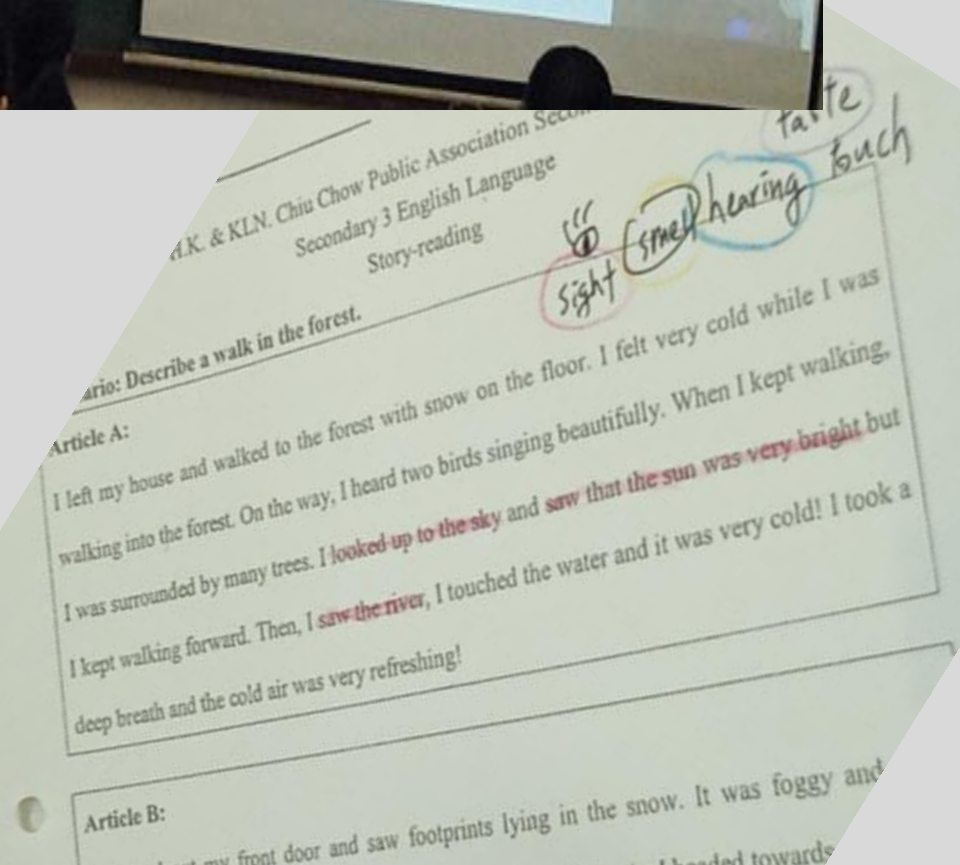 taste
touch
hearing
smell
sight
H.K. & KLN. Chiu Chow Public Association
Secondary 3 English Language
Story-reading
Describe a walk in the forest.
Article A:
I left my house and walked to the forest with snow on the floor. I felt very cold while I was
walking into the forest. On the way, I heard two birds singing beautifully. When I kept walking,
I was surrounded by many trees. I looked up to the sky and saw that the sun was very bright but
I kept walking forward. Then, I saw the river, I touched the water and it was very cold! I took a
deep breath and the cold air was very refreshing!
Article B:
my front door and saw footprints lying in the snow. It was foggy and
headed towards